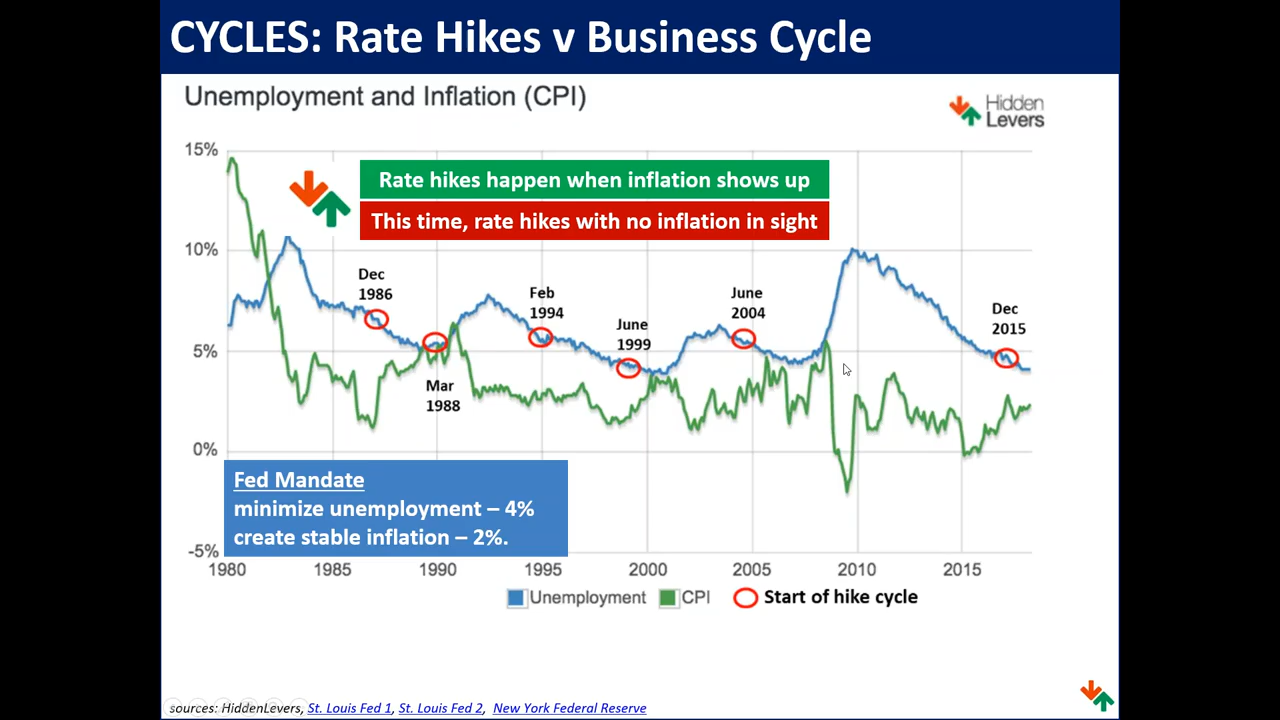 CYCLES: Rate Hikes v Business Cycle
Unemployment and Inflation (CPI)
Hidden
Levers
15%
Rate hikes happen when inflation shows up
This time, rate hikes with no inflation in sight
10%
Dec
1986
Feb
1994
June
2004
June
1999
Dec
2015
5%
Mar
1988
0%
Fed Mandate
minimize unemployment – 4%
create stable inflation – 2%.
-5%
1980
1985
1990
1995
2000
2005
2010
2015
Unemployment
CPI
Start of hike cycle
sources: HiddenLevers, St. Louis Fed 1, St. Louis Fed 2, New York Federal Reserve